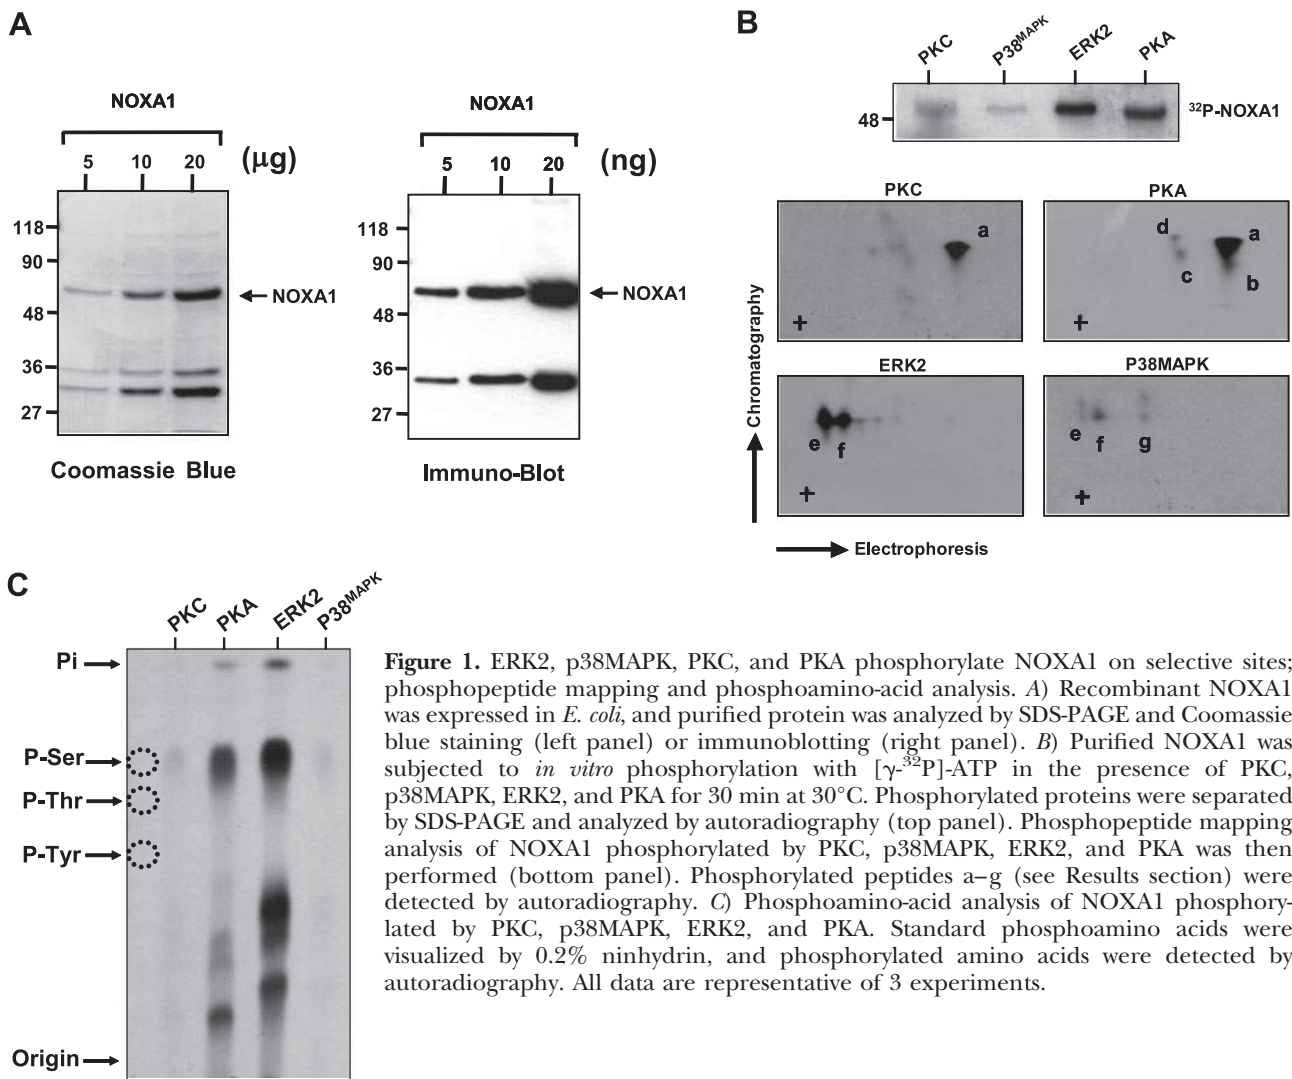 A
NOXA1
5 10 20 (µg)
118
90
48
36
27
NOXA1
Coomassie Blue
NOXA1
5 10 20 (ng)
118
90
48
36
27
NOXA1
Immuno-Blot
B
PKC P38MAPK ERK2 PKA
48
32P-NOXA1
PKC
a
+
PKA
d
a
c
b
+
ERK2
e
f
+
P38MAPK
e
f
g
+
Chromatography
Electrophoresis
C
PKC PKA ERK2 P38MAPK
Pi
P-Ser
P-Thr
P-Tyr
Origin
Figure 1. ERK2, p38MAPK, PKC, and PKA phosphorylate NOXA1 on selective sites;
phosphopeptide mapping and phosphoamino-acid analysis. A) Recombinant NOXA1
was expressed in E. coli, and purified protein was analyzed by SDS-PAGE and Coomassie
blue staining (left panel) or immunoblotting (right panel). B) Purified NOXA1 was
subjected to in vitro phosphorylation with [γ-32P]-ATP in the presence of PKC,
p38MAPK, ERK2, and PKA for 30 min at 30°C. Phosphorylated proteins were separated
by SDS-PAGE and analyzed by autoradiography (top panel). Phosphopeptide mapping
analysis of NOXA1 phosphorylated by PKC, p38MAPK, ERK2, and PKA was then
performed (bottom panel). Phosphorylated peptides a–g (see Results section) were
detected by autoradiography. C) Phosphoamino-acid analysis of NOXA1 phosphory-
lated by PKC, p38MAPK, ERK2, and PKA. Standard phosphoamino acids were
visualized by 0.2% ninhydrin, and phosphorylated amino acids were detected by
autoradiography. All data are representative of 3 experiments.